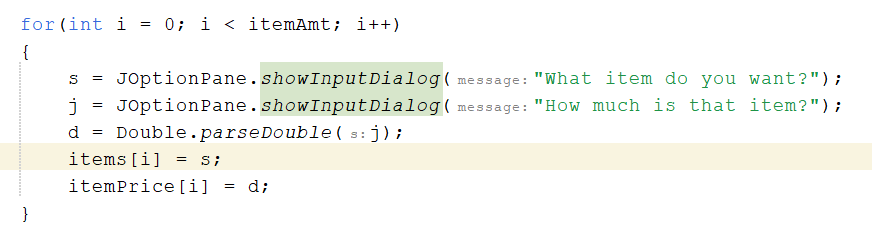 for(int i = 0; i < itemAmt; i++)
{
s = JOptionPane.showInputDialog( message: "What item do you want?");
j = JOptionPane.showInputDialog( message: "How much is that item?");
d = Double.parseDouble( s: j);
items[i] = s;
itemPrice[i] = d;
}